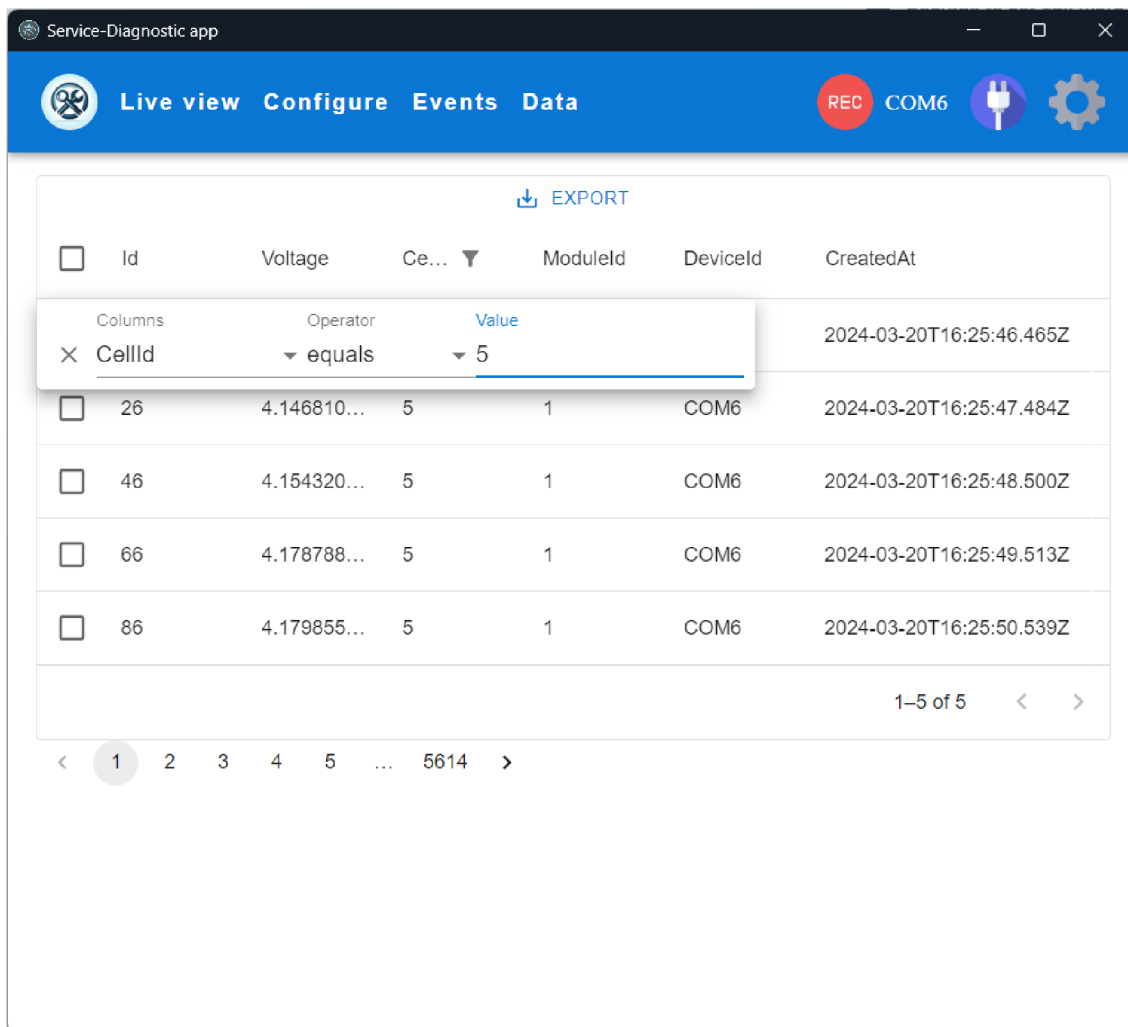 Service-Diagnostic app
Live view Configure Events Data REC COM6
EXPORT
Id Voltage Ce... ModuleId DeviceId CreatedAt
Columns Operator Value
CellId equals 5
2024-03-20T16:25:46.465Z
26 4.146810... 5 1 COM6 2024-03-20T16:25:47.484Z
46 4.154320... 5 1 COM6 2024-03-20T16:25:48.500Z
66 4.178788... 5 1 COM6 2024-03-20T16:25:49.513Z
86 4.179855... 5 1 COM6 2024-03-20T16:25:50.539Z
1–5 of 5
1 2 3 4 5 ... 5614